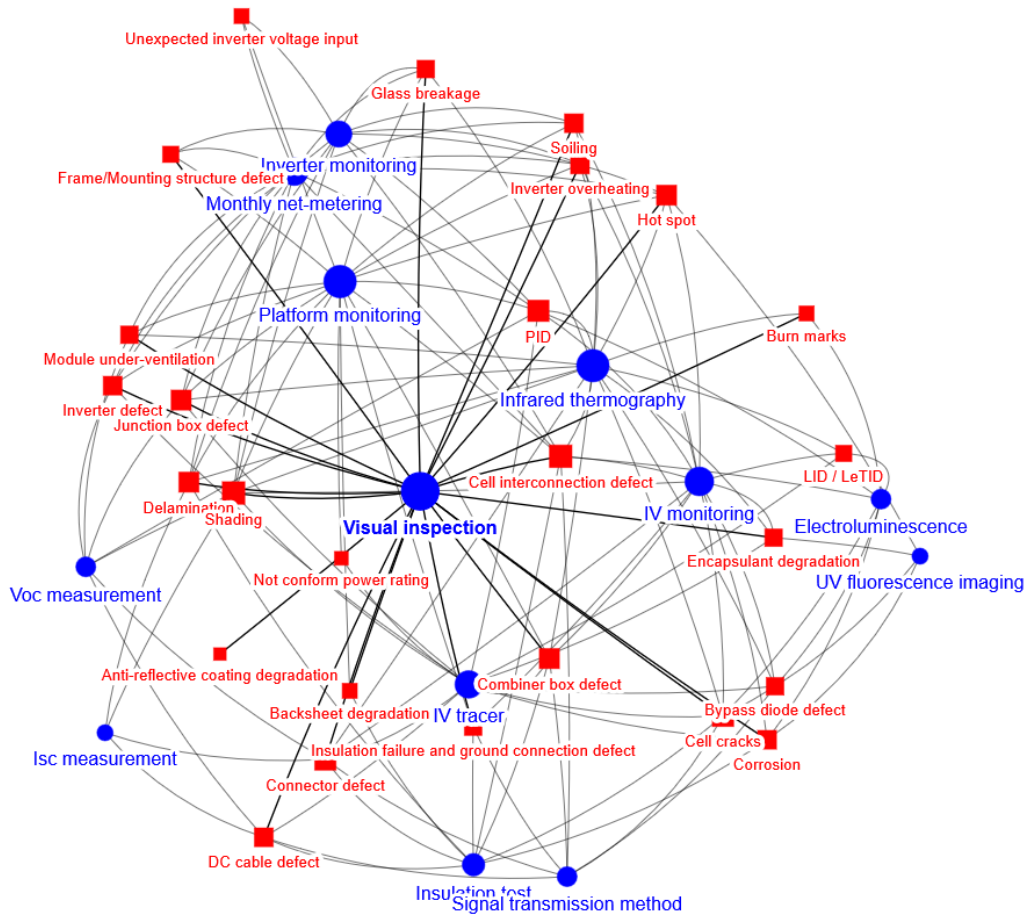 Unexpected inverter voltage input
Glass breakage
Soiling
Inverter monitoring
Frame/Mounting structure defect
Inverter overheating
Monthly net-metering
Hot spot
Platform monitoring
PID
Burn marks
Module under-ventilation
Infrared thermography
Inverter defect
Junction box defect
LID / LeTID
Cell interconnection defect
Delamination
Shading
IV monitoring
Visual inspection
Electroluminescence
Encapsulant degradation
Not conform power rating
UV fluorescence imaging
Voc measurement
Anti-reflective coating degradation
Combiner box defect
Backsheet degradation
IV tracer
Bypass diode defect
Cell cracks
Insulation failure and ground connection defect
Isc measurement
Corrosion
Connector defect
DC cable defect
Insulation test
Signal transmission method